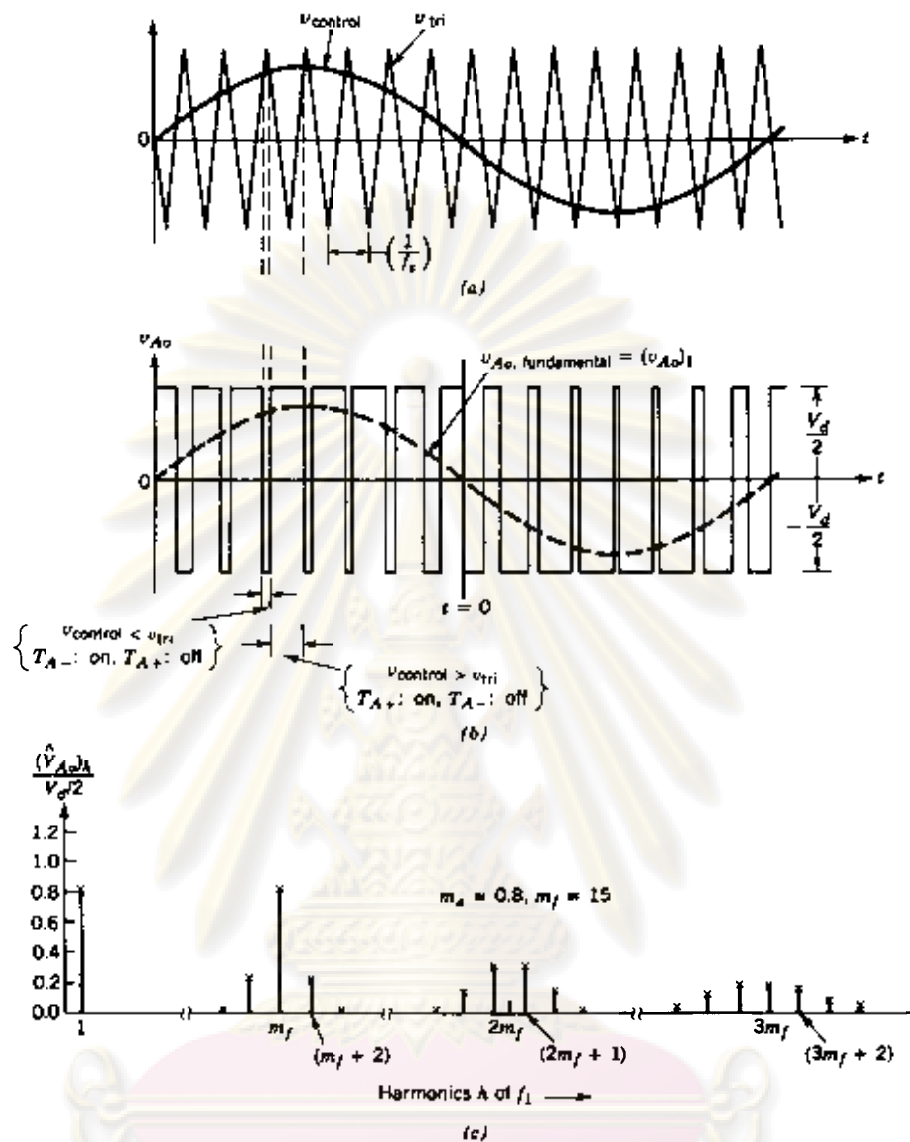 v_control
v_tri
0
t
(1/f_s)
(a)
v_Ao
v_Ao, fundamental = (v_Ao)_1
V_d/2
0
t
-V_d/2
t = 0
{ v_control < v_tri
T_A-: on, T_A+: off }
{ v_control > v_tri
T_A+: on, T_A-: off }
(b)
(V̂_Ao)_h
V_d/2
1.2
1.0
0.8
m_a = 0.8, m_f = 15
0.6
0.4
0.2
0.0
1
m_f
2m_f
3m_f
(m_f + 2)
(2m_f + 1)
(3m_f + 2)
Harmonics h of f_1
(c)